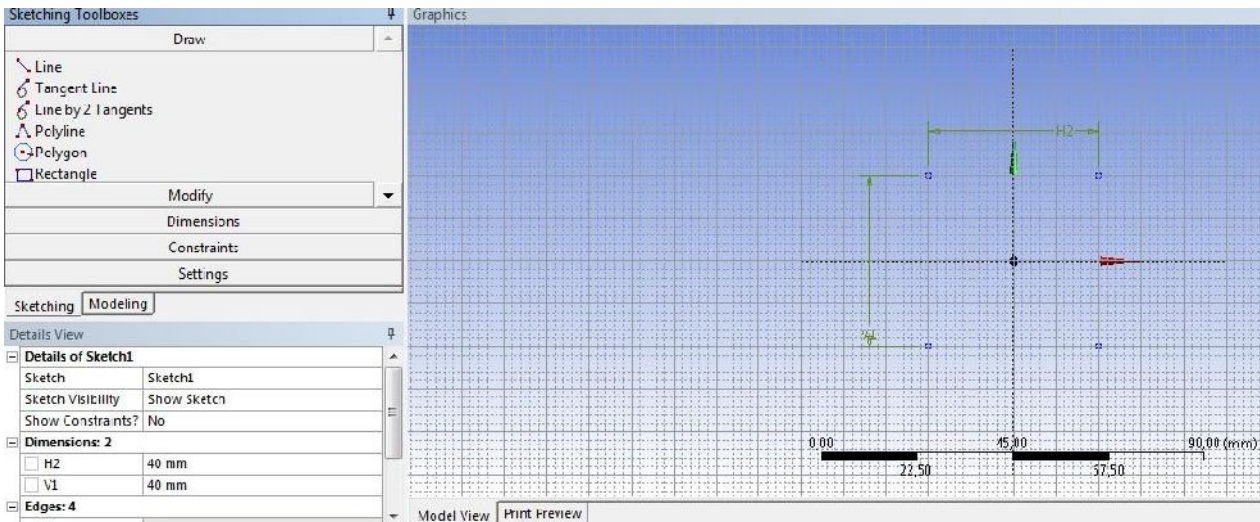 Sketching Toolboxes
Draw
Line
Tangent Line
Line by 2 Tangents
Polyline
Polygon
Rectangle
Modify
Dimensions
Constraints
Settings
Sketching Modeling
Details View
Details of Sketch1
Sketch Sketch1
Sketch Visibility Show Sketch
Show Constraints? No
Dimensions: 2
H2 40 mm
V1 40 mm
Edges: 4
Graphics
H2
0.00 45,00 90,00 (mm)
22,50 67,50
Model View Print Preview